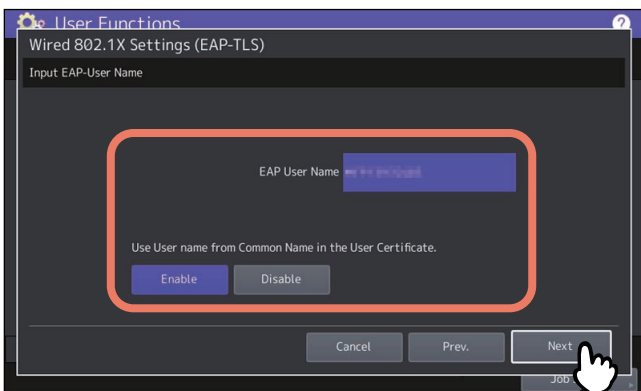 User Functions
?
Wired 802.1X Settings (EAP-TLS)
Input EAP-User Name
EAP User Name
Use User name from Common Name in the User Certificate.
Enable Disable
Cancel Prev. Next
Job